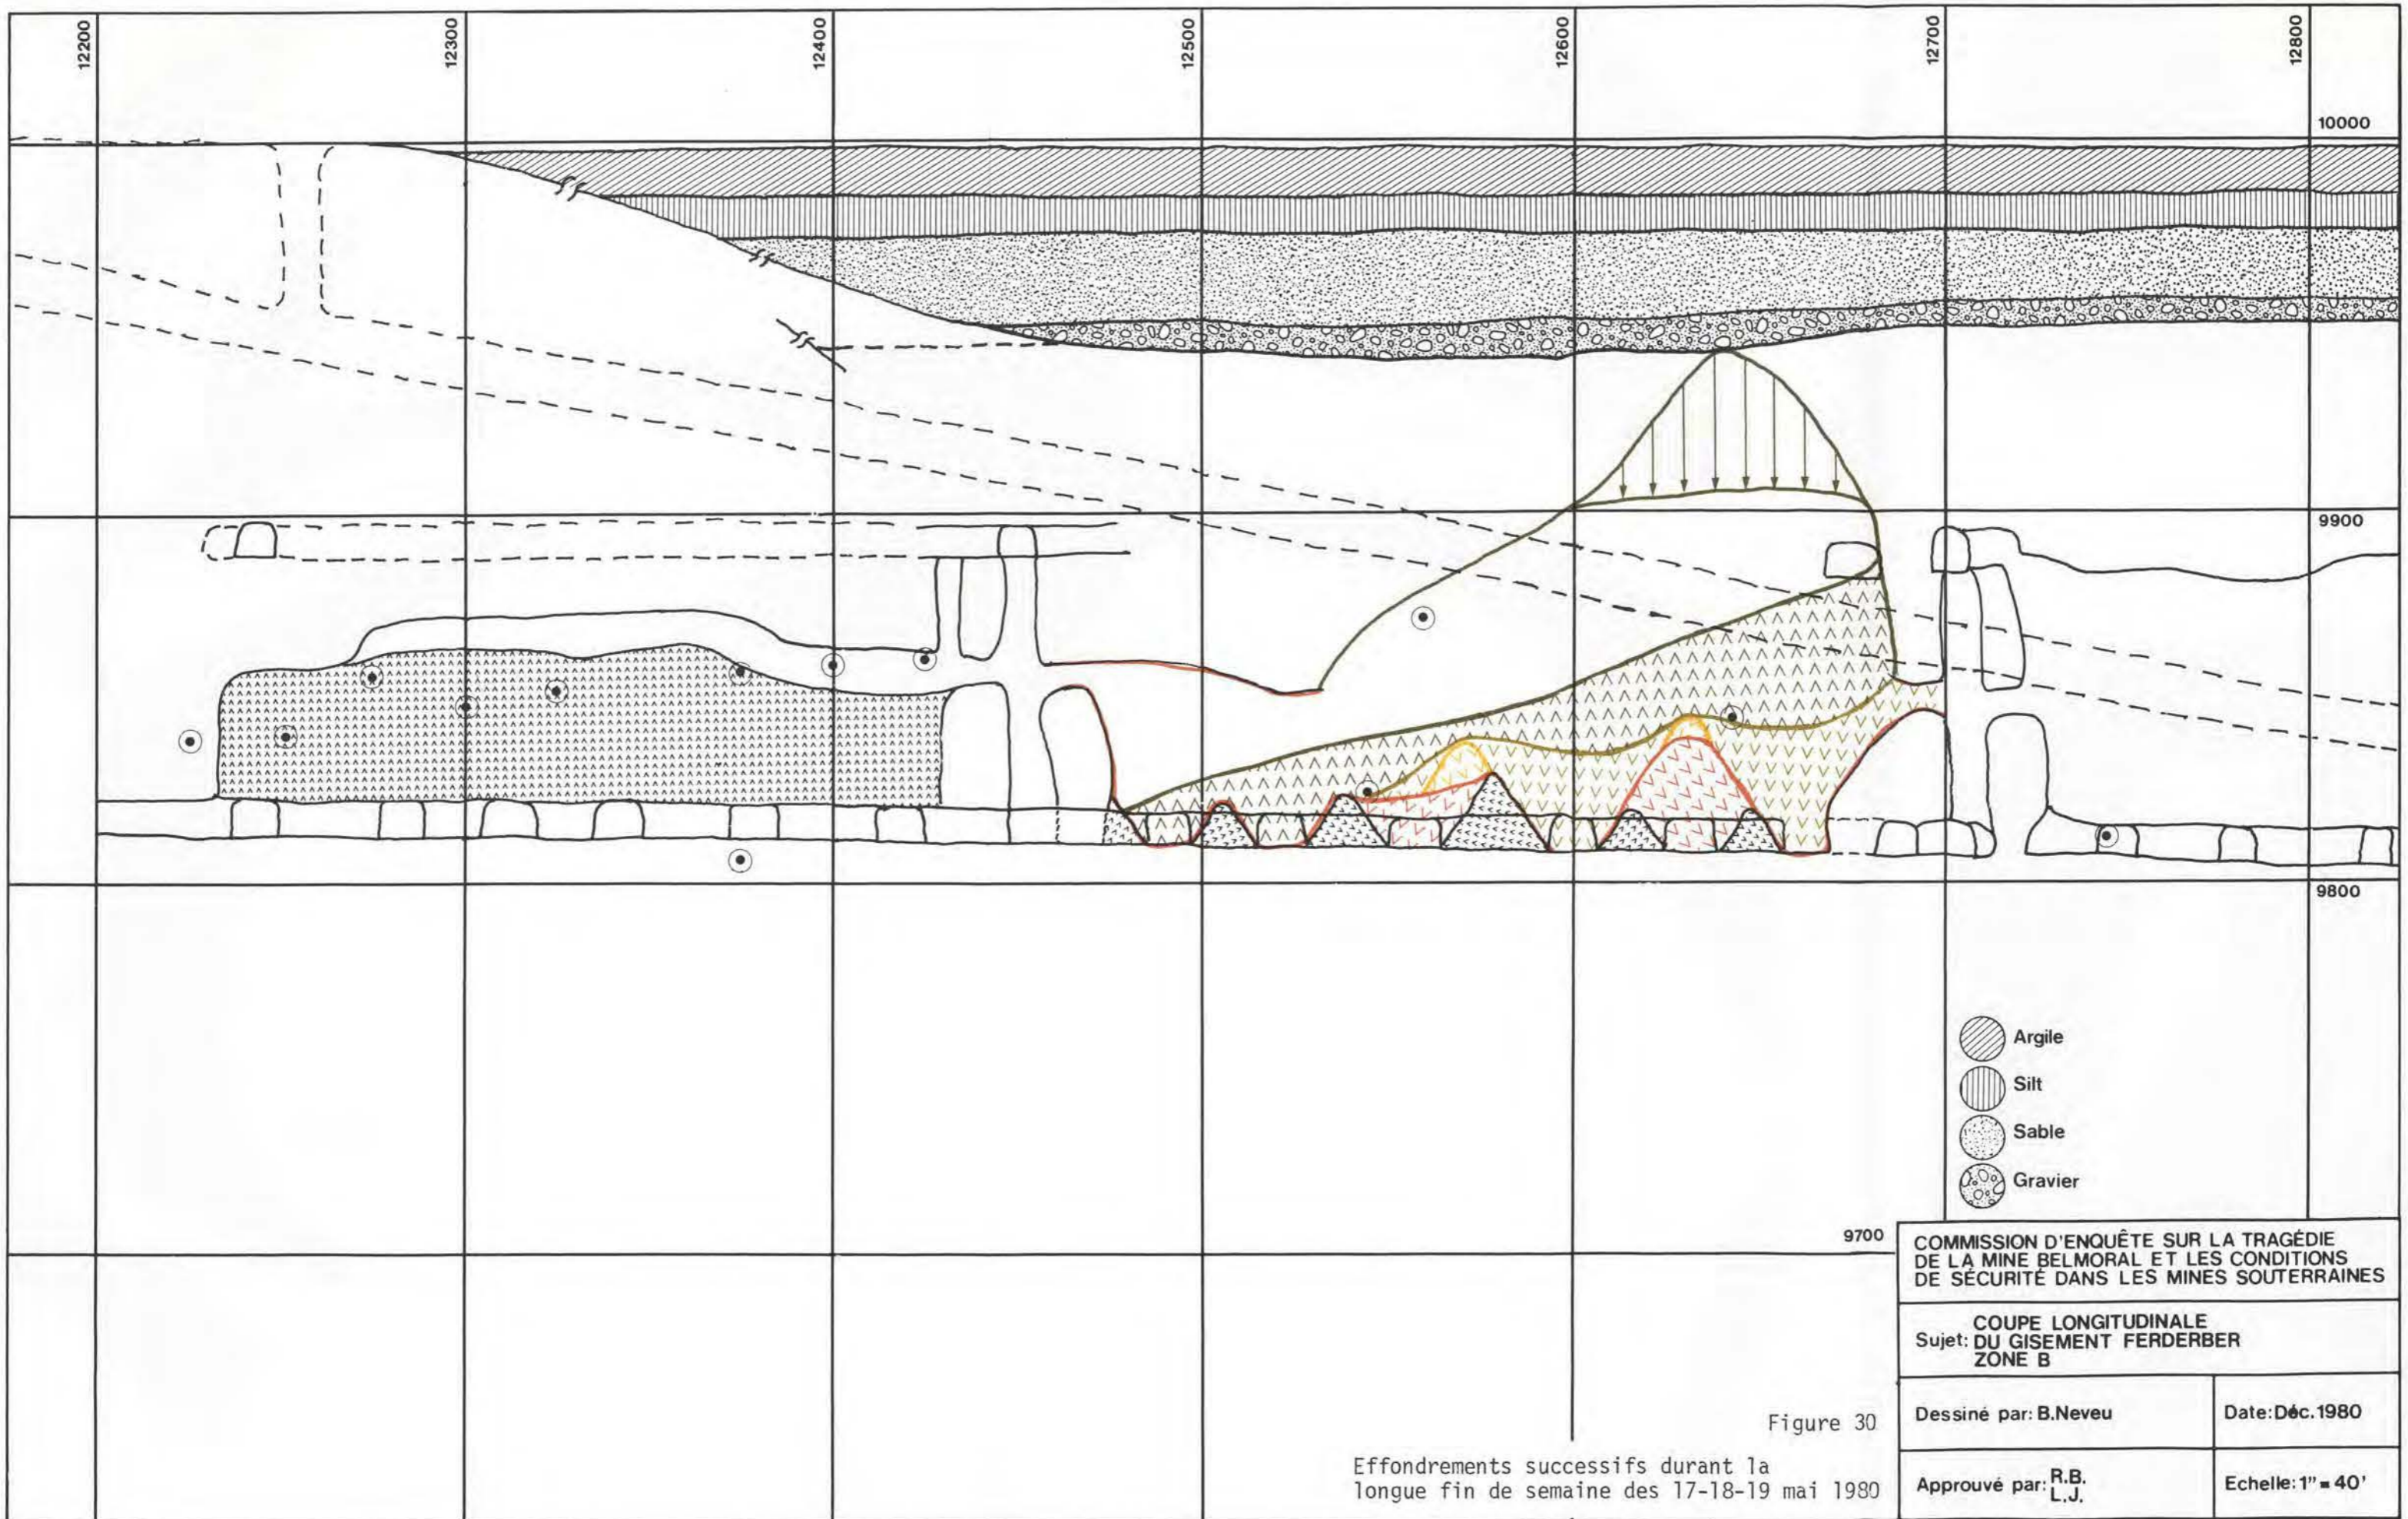 12200
12300
12400
12500
12600
12700
12800
10000
9900
9800
9700
Argile
Silt
Sable
Gravier
COMMISSION D'ENQUÊTE SUR LA TRAGÉDIE
DE LA MINE BELMORAL ET LES CONDITIONS
DE SÉCURITÉ DANS LES MINES SOUTERRAINES
Sujet: COUPE LONGITUDINALE
DU GISEMENT FERDERBER
ZONE B
Dessiné par: B.Neveu
Date: Déc.1980
Approuvé par: R.B.
L.J.
Echelle: 1" = 40'
Figure 30
Effondrements successifs durant la
longue fin de semaine des 17-18-19 mai 1980